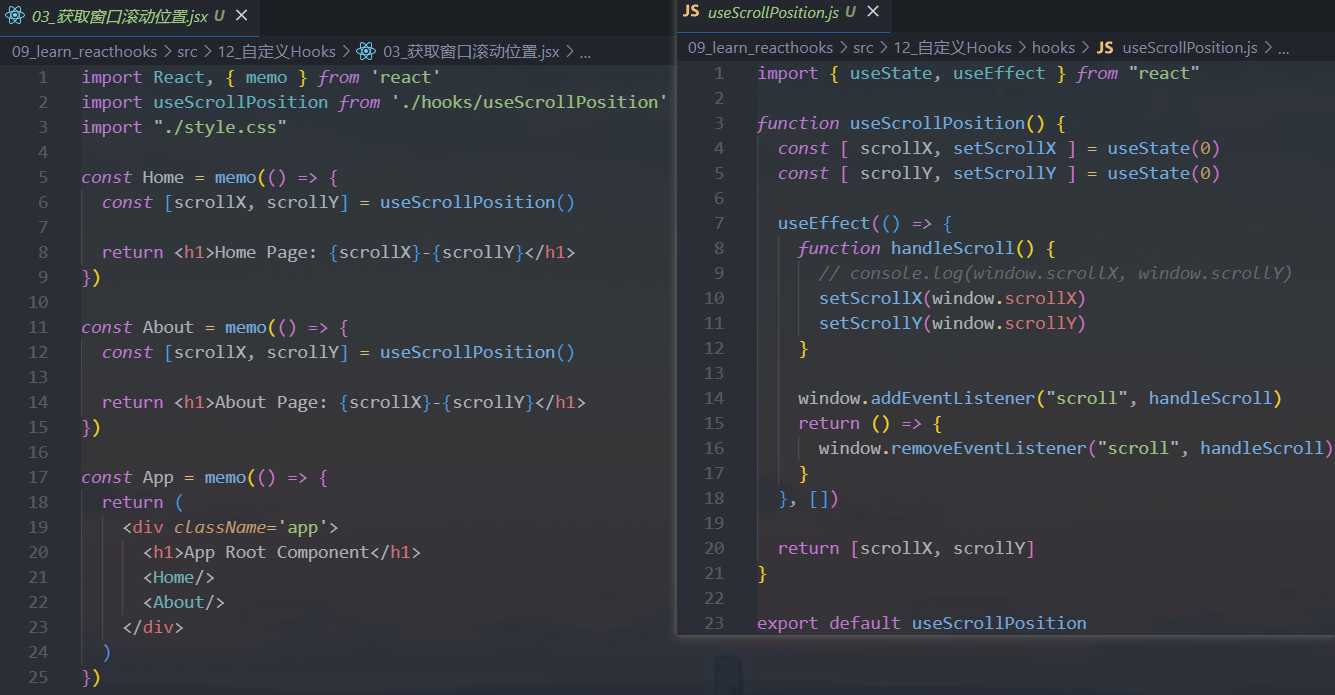 03_获取窗口滚动位置.jsx U
09_learn_reacthooks > src > 12_自定义Hooks > 03_获取窗口滚动位置.jsx > ...
1 import React, { memo } from 'react'
2 import useScrollPosition from './hooks/useScrollPosition'
3 import "./style.css"
4
5 const Home = memo(() => {
6 const [scrollX, scrollY] = useScrollPosition()
7
8 return <h1>Home Page: {scrollX}-{scrollY}</h1>
9 })
10
11 const About = memo(() => {
12 const [scrollX, scrollY] = useScrollPosition()
13
14 return <h1>About Page: {scrollX}-{scrollY}</h1>
15 })
16
17 const App = memo(() => {
18 return (
19 <div className='app'>
20 <h1>App Root Component</h1>
21 <Home/>
22 <About/>
23 </div>
24 )
25 })
JS useScrollPosition.js U
09_learn_reacthooks > src > 12_自定义Hooks > hooks > JS useScrollPosition.js > ...
1 import { useState, useEffect } from "react"
2
3 function useScrollPosition() {
4 const [ scrollX, setScrollX ] = useState(0)
5 const [ scrollY, setScrollY ] = useState(0)
6
7 useEffect(() => {
8 function handleScroll() {
9 // console.log(window.scrollX, window.scrollY)
10 setScrollX(window.scrollX)
11 setScrollY(window.scrollY)
12 }
13
14 window.addEventListener("scroll", handleScroll)
15 return () => {
16 window.removeEventListener("scroll", handleScroll)
17 }
18 }, [])
19
20 return [scrollX, scrollY]
21 }
22
23 export default useScrollPosition